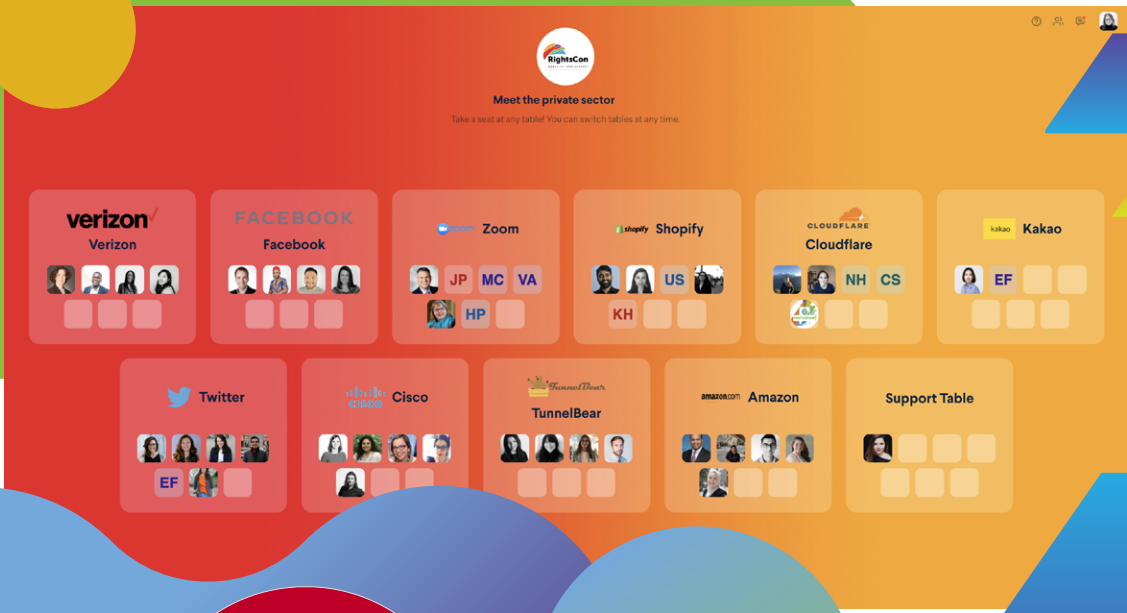 RightsCon
Meet the private sector
Take a seat at any table! You can switch tables at any time.
verizon
Verizon
FACEBOOK
Facebook
zoom Zoom
JP MC VA
HP
shopify Shopify
US
KH
CLOUDFLARE
Cloudflare
NH CS
kakao Kakao
EF
Twitter
EF
CISCO Cisco
TunnelBear
TunnelBear
amazon.com Amazon
Support Table